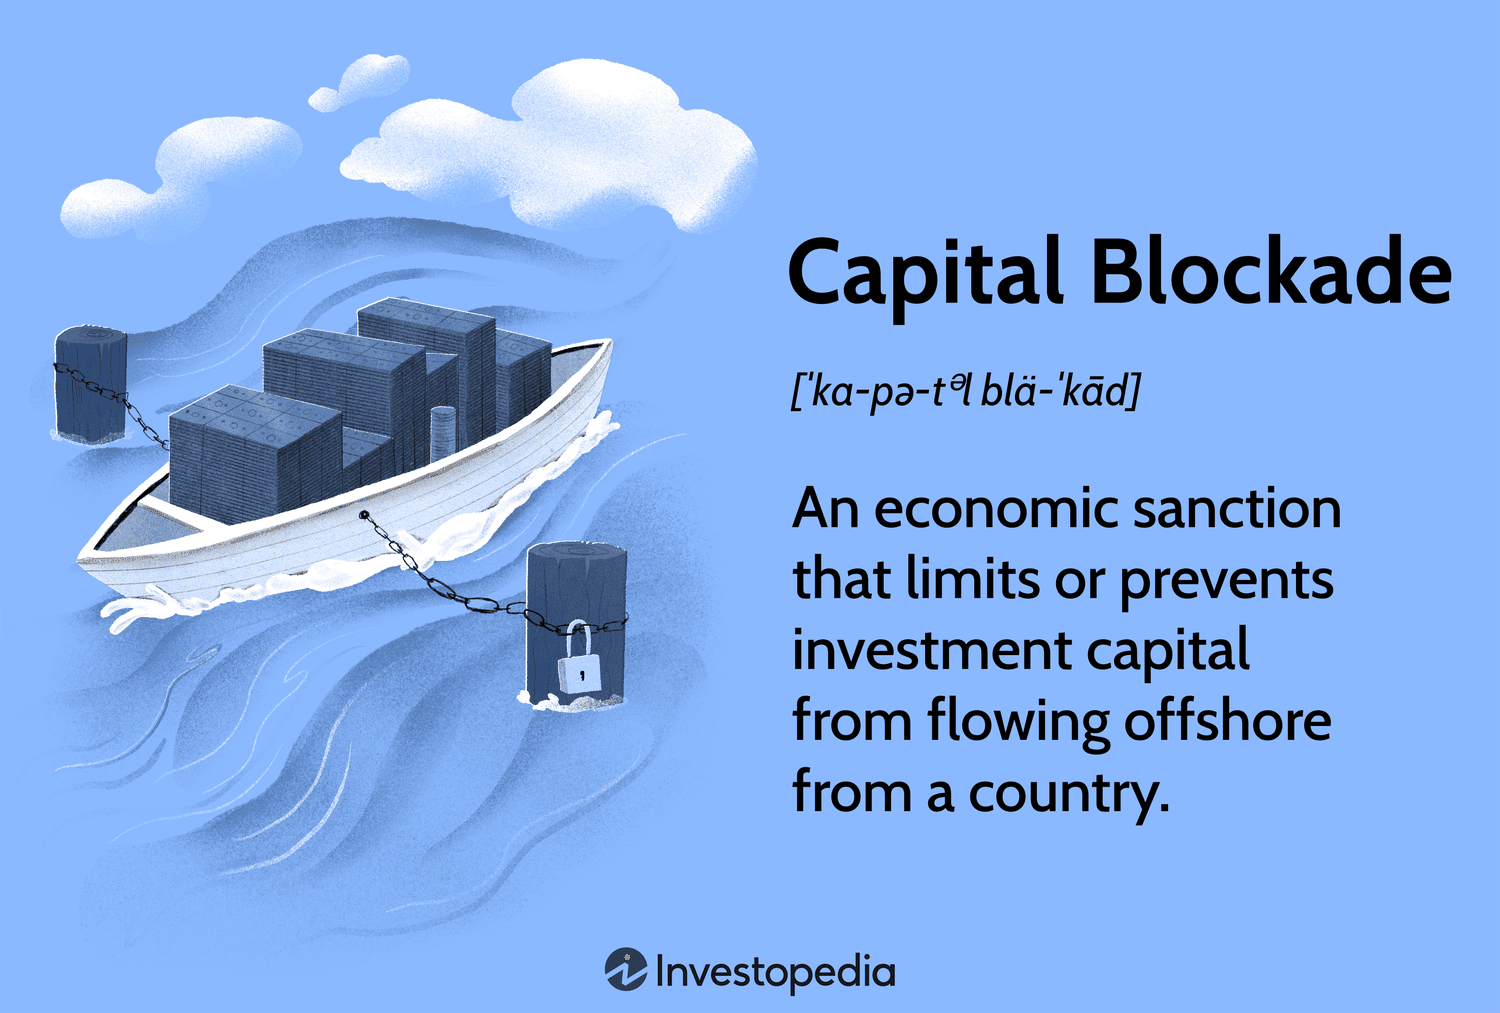 Capital Blockade
[ˈka-pə-tᵊl blä-ˈkād]
An economic sanction
that limits or prevents
investment capital
from flowing offshore
from a country.
Investopedia